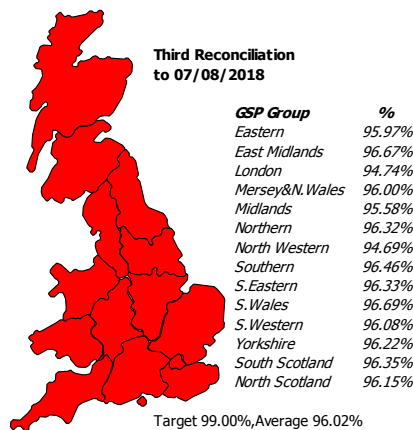 Third Reconciliation
to 07/08/2018
GSP Group %
Eastern 95.97%
East Midlands 96.67%
London 94.74%
Mersey&N.Wales 96.00%
Midlands 95.58%
Northern 96.32%
North Western 94.69%
Southern 96.46%
S.Eastern 96.33%
S.Wales 96.69%
S.Western 96.08%
Yorkshire 96.22%
South Scotland 96.35%
North Scotland 96.15%
Target 99.00%,Average 96.02%